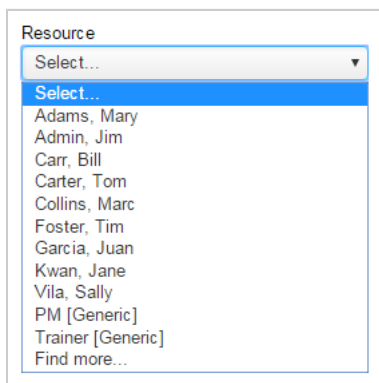 Resource
Select...
Select...
Adams, Mary
Admin, Jim
Carr, Bill
Carter, Tom
Collins, Marc
Foster, Tim
Garcia, Juan
Kwan, Jane
Vila, Sally
PM [Generic]
Trainer [Generic]
Find more...